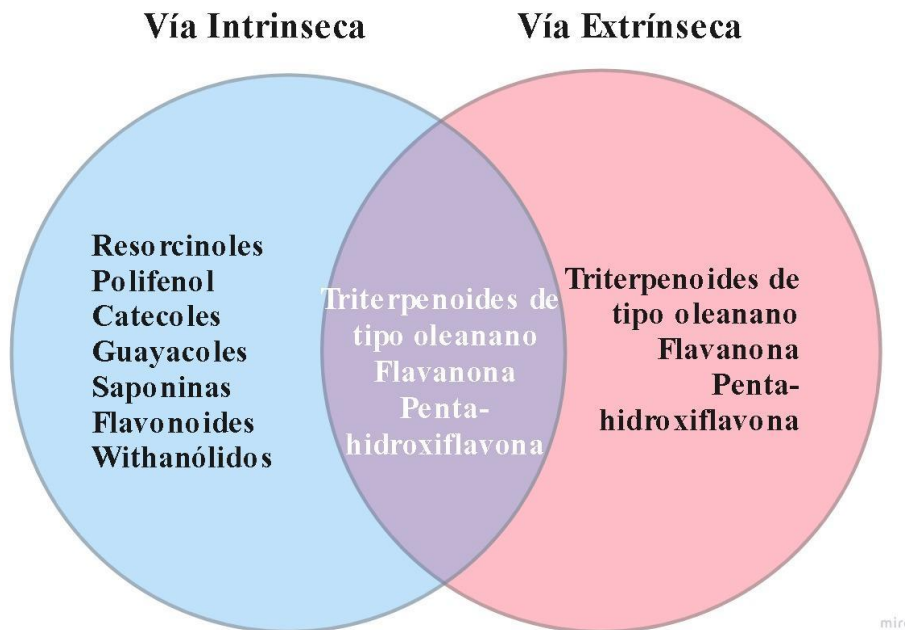 Vía Intrinseca
Vía Extrínseca
Resorcinoles
Polifenol
Catecoles
Guayacoles
Saponinas
Flavonoides
Withanólidos
Triterpenoides de
tipo oleanano
Flavanona
Penta-
hidroxiflavona
Triterpenoides de
tipo oleanano
Flavanona
Penta-
hidroxiflavona